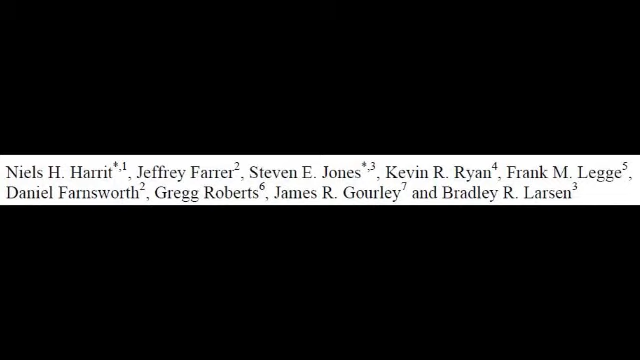 Niels H. Harrit*,1, Jeffrey Farrer2, Steven E. Jones*,3, Kevin R. Ryan4, Frank M. Legge5,
Daniel Farnsworth2, Gregg Roberts6, James R. Gourley7 and Bradley R. Larsen3